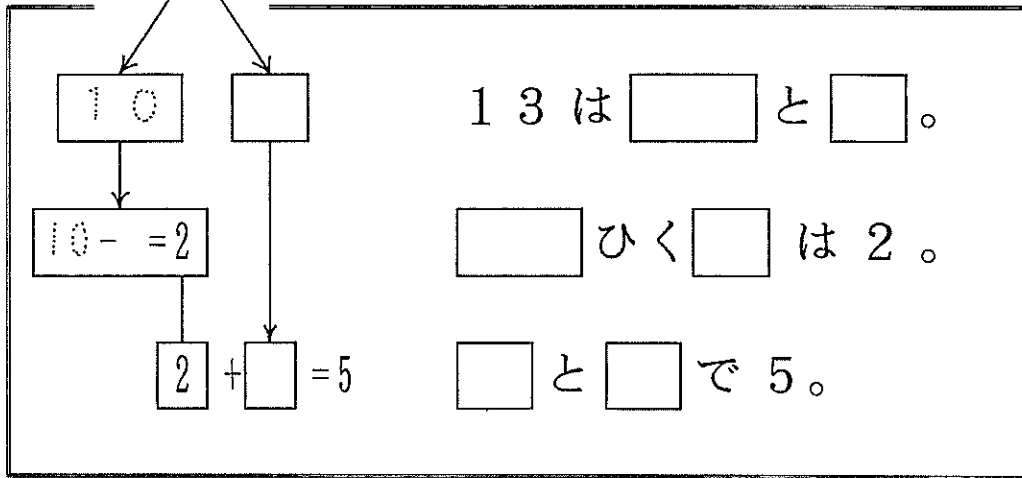 10 13は と 。
10- =2 ひく は 2。
2 + =5 と で 5。